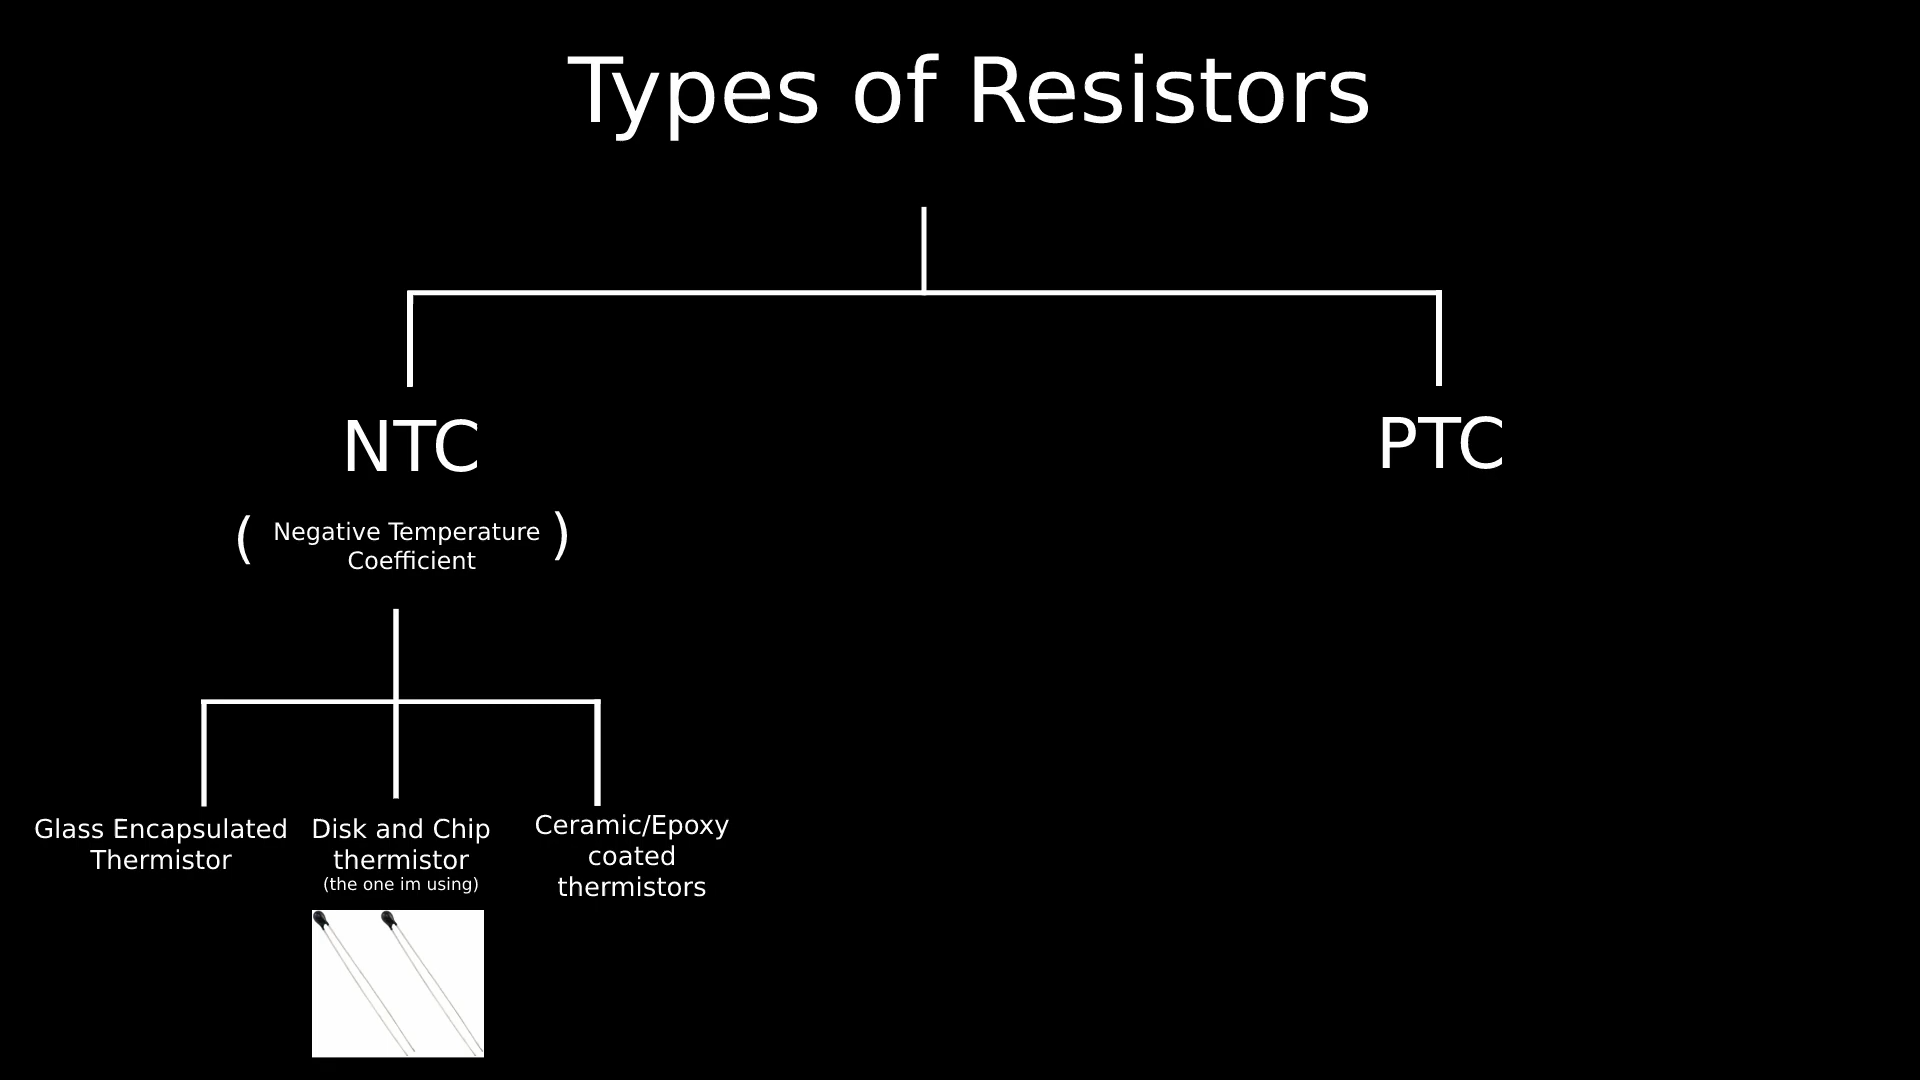 Types of Resistors
NTC
PTC
( Negative Temperature )
Coefficient
Glass Encapsulated
Thermistor
Disk and Chip
thermistor
(the one im using)
Ceramic/Epoxy
coated
thermistors